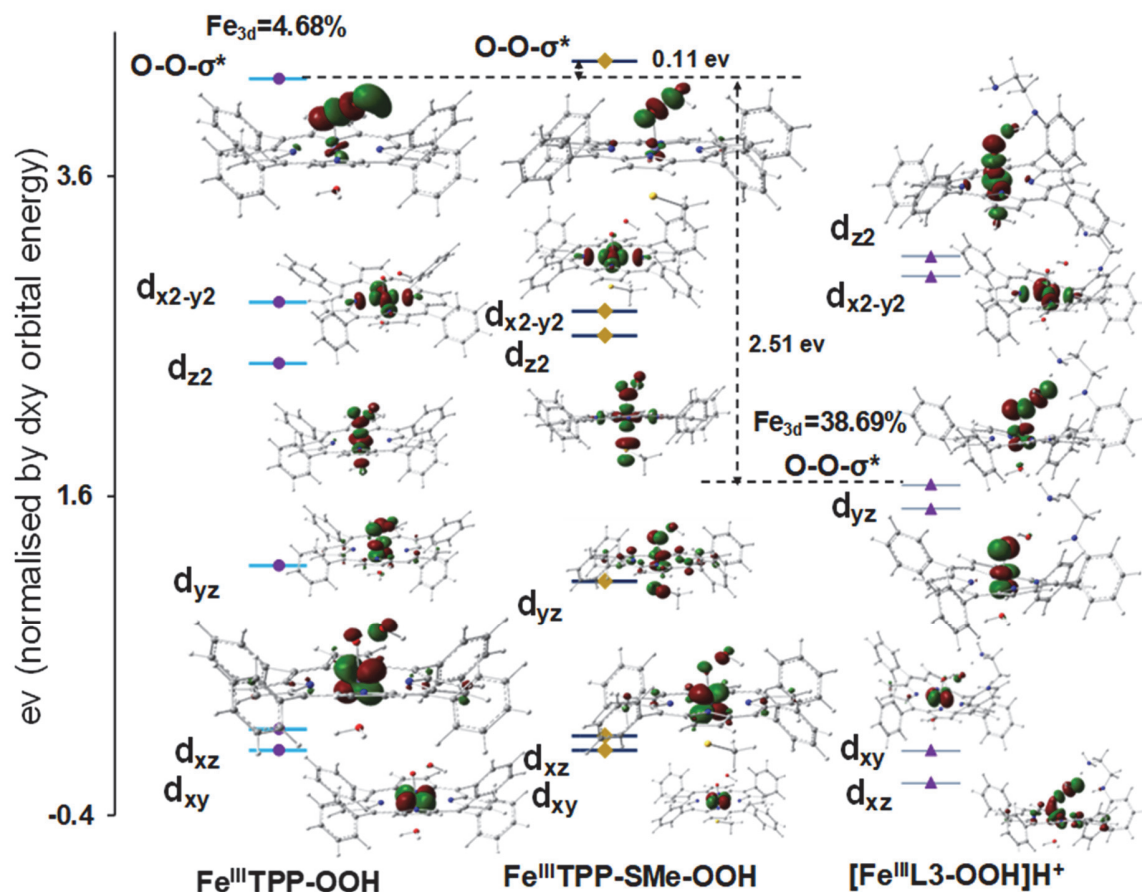 Fe3d=4.68%
O-O-σ*
O-O-σ*
0.11 ev
ev (normalised by dxy orbital energy)
3.6
1.6
-0.4
dx2-y2
dz2
dyz
dxz
dxy
dx2-y2
dz2
dyz
dxz
dxy
2.51 ev
dz2
dx2-y2
Fe3d=38.69%
O-O-σ*
dyz
dxy
dxz
FeIIITPP-OOH
FeIIITPP-SMe-OOH
[FeIIIL3-OOH]H+